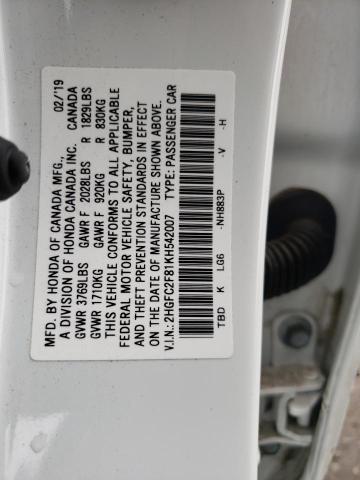 MFD. BY HONDA OF CANADA MFG., 02/'19
A DIVISION OF HONDA CANADA INC. CANADA
GVWR 3769LBS GAWR F 2028LBS R 1829LBS
GVWR 1710KG GAWR F 920KG R 830KG
THIS VEHICLE CONFORMS TO ALL APPLICABLE
FEDERAL MOTOR VEHICLE SAFETY, BUMPER,
AND THEFT PREVENTION STANDARDS IN EFFECT
ON THE DATE OF MANUFACTURE SHOWN ABOVE.
V.I.N.: 2HGFC2F81KH542007 TYPE: PASSENGER CAR
TBD K LG6 -NH883P -V -H